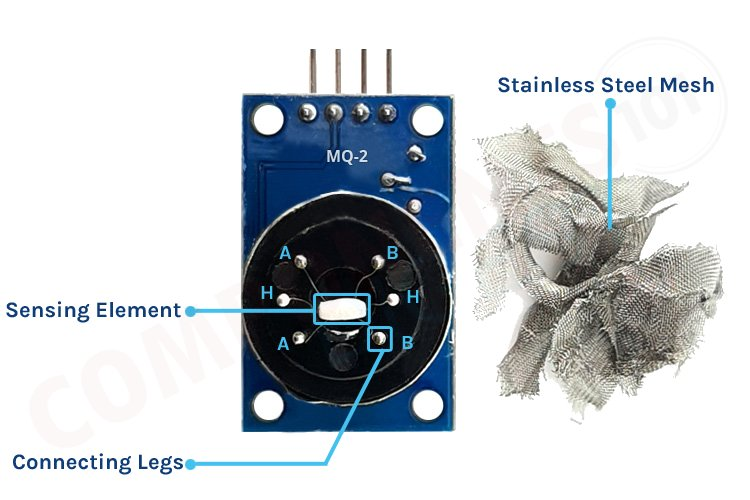 Stainless Steel Mesh
MQ-2
A B
H H
Sensing Element
A B
Connecting Legs